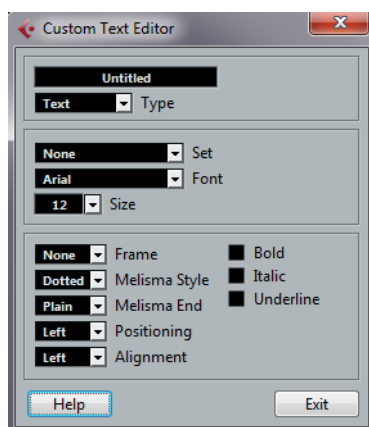 Custom Text Editor
Untitled
Text Type
None Set
Arial Font
12 Size
None Frame Bold
Dotted Melisma Style Italic
Plain Melisma End Underline
Left Positioning
Left Alignment
Help Exit